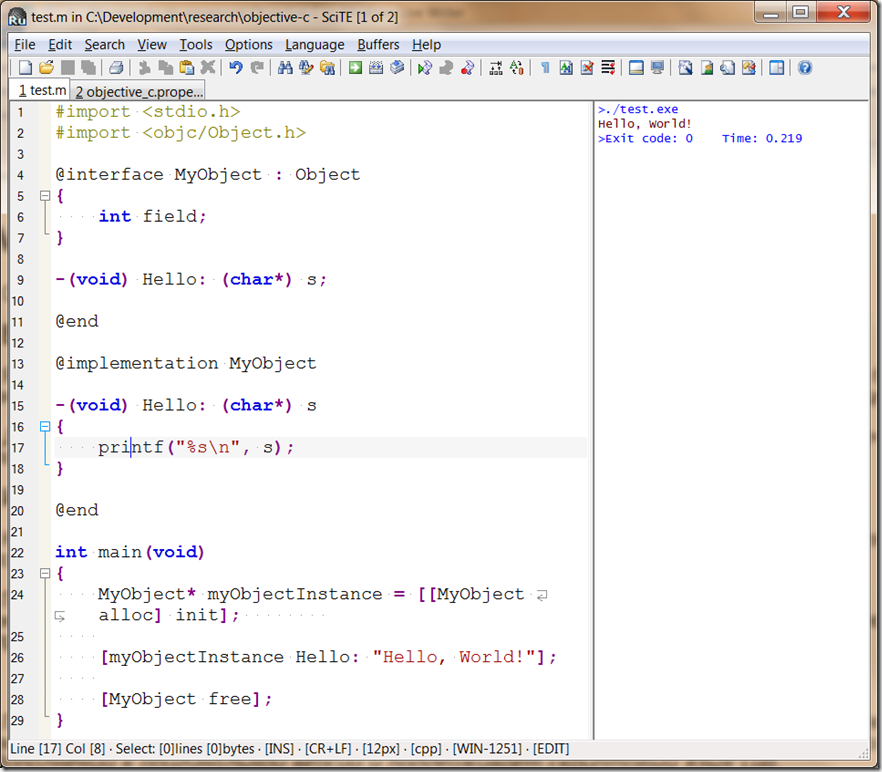 test.m in C:\Development\research\objective-c - SciTE [1 of 2]
File Edit Search View Tools Options Language Buffers Help
1 test.m 2 objective_c.prope...
1 #import <stdio.h>
2 #import <objc/Object.h>
3
4 @interface MyObject : Object
5 {
6 int field;
7 }
8
9 -(void) Hello: (char*) s;
10
11 @end
12
13 @implementation MyObject
14
15 -(void) Hello: (char*) s
16 {
17 printf("%s\n", s);
18 }
19
20 @end
21
22 int main(void)
23 {
24 MyObject* myObjectInstance = [[MyObject
alloc] init];
25
26 [myObjectInstance Hello: "Hello, World!"];
27
28 [MyObject free];
29 }
>./test.exe
Hello, World!
>Exit code: 0 Time: 0.219
Line [17] Col [8] · Select: [0]lines [0]bytes · [INS] · [CR+LF] · [12px] · [cpp] · [WIN-1251] · [EDIT]